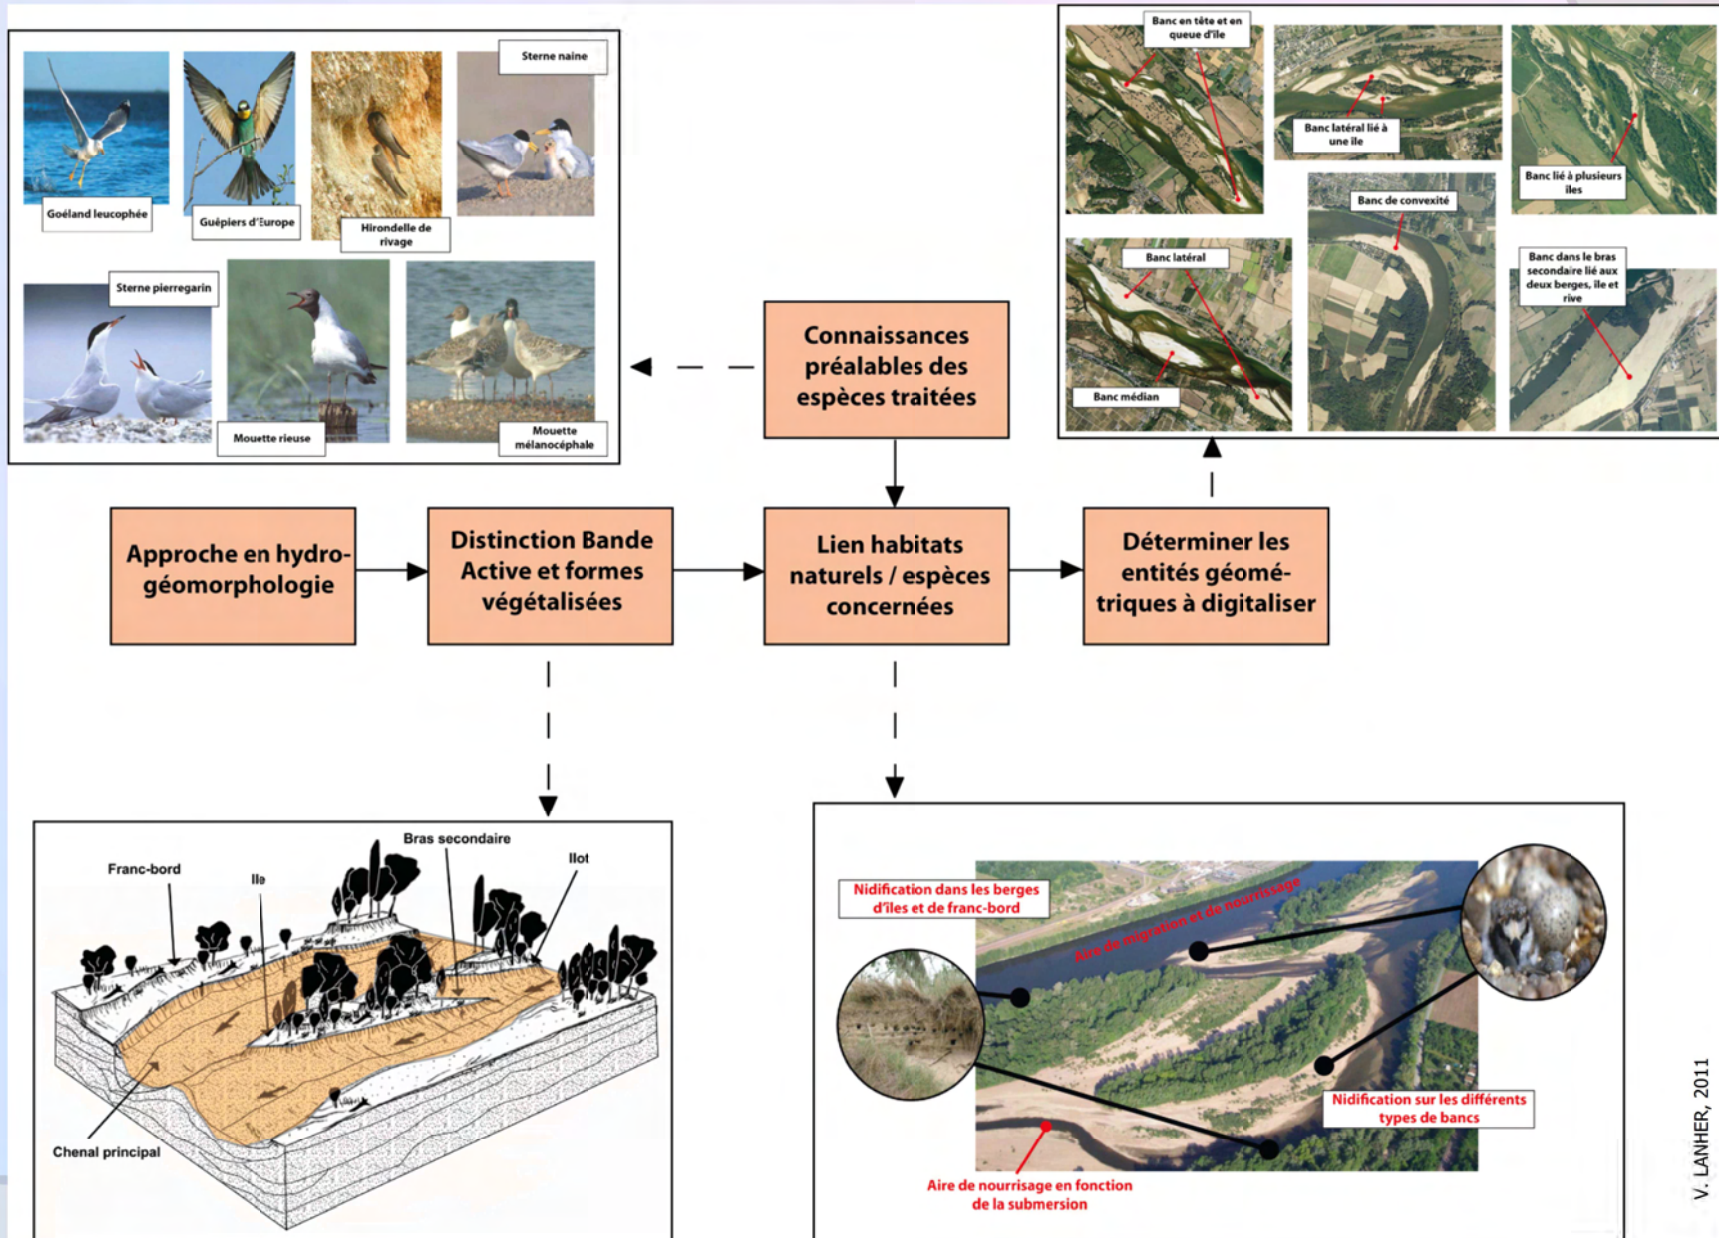 Goéland leucophée
Guêpiers d'Europe
Hirondelle de
rivage
Sterne naine
Sterne pierregarin
Mouette rieuse
Mouette
mélanocéphale
Banc en tête et en
queue d'île
Banc latéral lié à
une île
Banc lié à plusieurs
îles
Banc latéral
Banc médian
Banc de convexité
Banc dans le bras
secondaire lié aux
deux berges, île et
rive
Connaissances
préalables des
espèces traitées
Approche en hydro-
géomorphologie
Distinction Bande
Active et formes
végétalisées
Lien habitats
naturels / espèces
concernées
Déterminer les
entités géomé-
triques à digitaliser
Franc-bord
Ile
Bras secondaire
Ilot
Chenal principal
Nidification dans les berges
d'îles et de franc-bord
Aire de migration et de nourrissage
Nidification sur les différents
types de bancs
Aire de nourrisage en fonction
de la submersion
V. LANHER, 2011